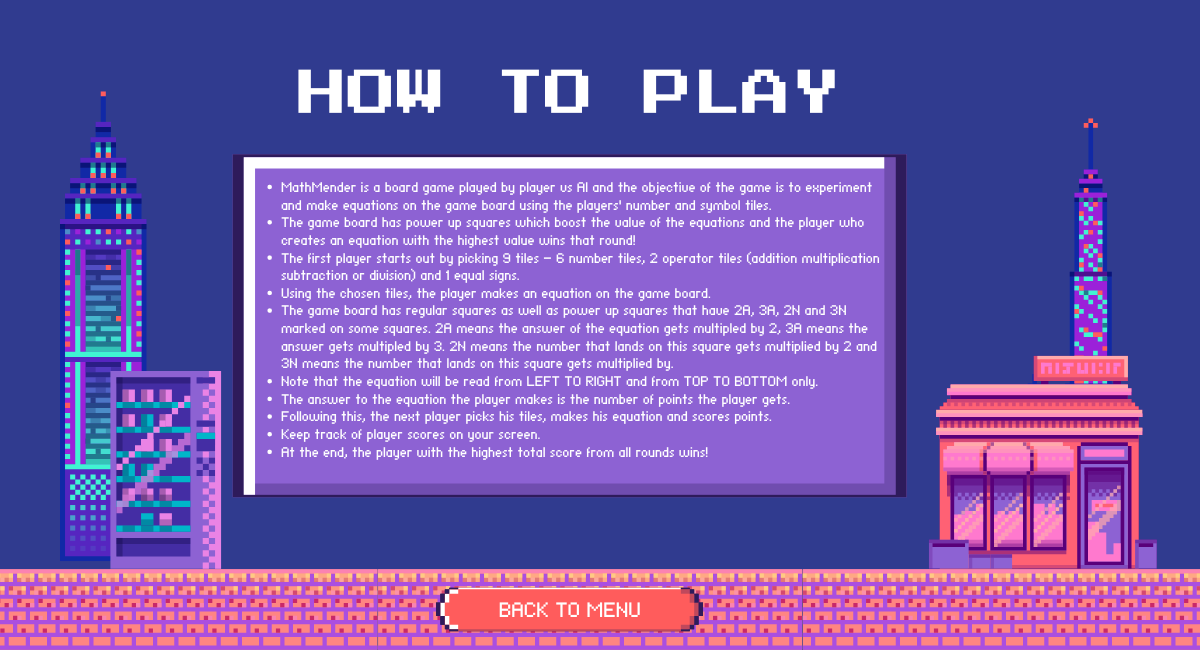 HOW TO PLAY
• MathMender is a board game played by player us AI and the objective of the game is to experiment
and make equations on the game board using the players' number and symbol tiles.
• The game board has power up squares which boost the value of the equations and the player who
creates an equation with the highest value wins that round!
• The first player starts out by picking 9 tiles – 6 number tiles, 2 operator tiles (addition multiplication
subtraction or division) and 1 equal signs.
• Using the chosen tiles, the player makes an equation on the game board.
• The game board has regular squares as well as power up squares that have 2A, 3A, 2N and 3N
marked on some squares. 2A means the answer of the equation gets multipled by 2, 3A means the
answer gets multipled by 3. 2N means the number that lands on this square gets multiplied by 2 and
3N means the number that lands on this square gets multiplied by.
• Note that the equation will be read from LEFT TO RIGHT and from TOP TO BOTTOM only.
• The answer to the equation the player makes is the number of points the player gets.
• Following this, the next player picks his tiles, makes his equation and scores points.
• Keep track of player scores on your screen.
• At the end, the player with the highest total score from all rounds wins!
BACK TO MENU